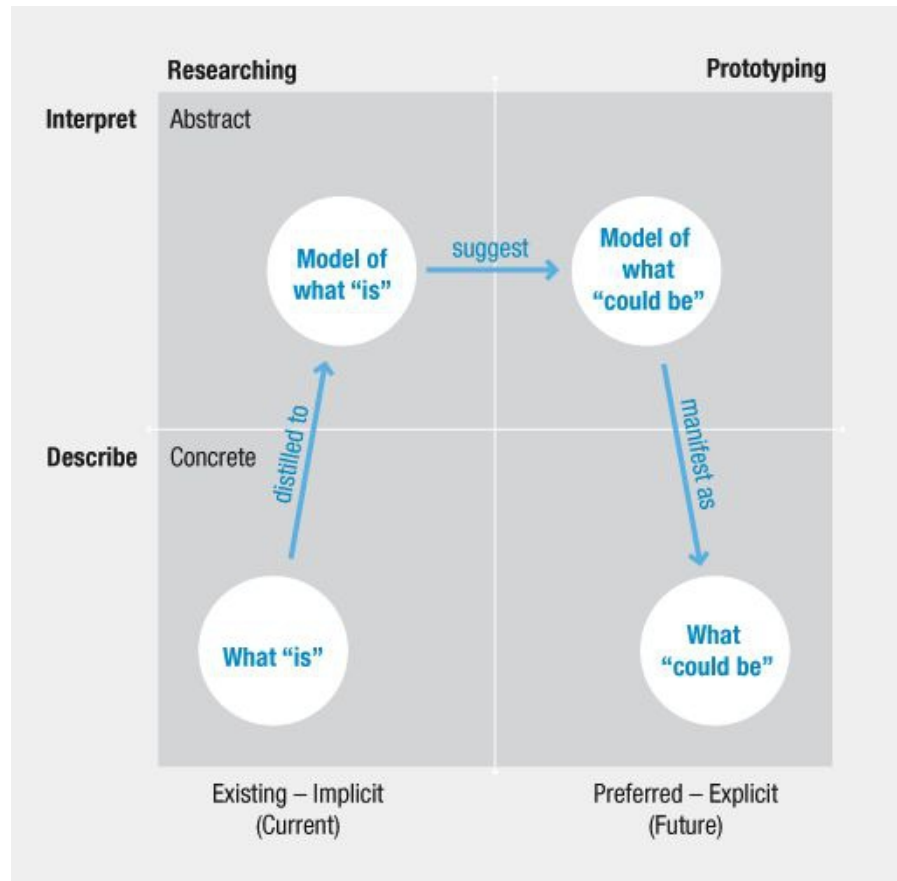 Researching
Prototyping
Interpret
Abstract
Model of
what “is”
suggest
Model of
what
“could be”
distilled to
manifest as
Describe
Concrete
What “is”
What
“could be”
Existing – Implicit
(Current)
Preferred – Explicit
(Future)